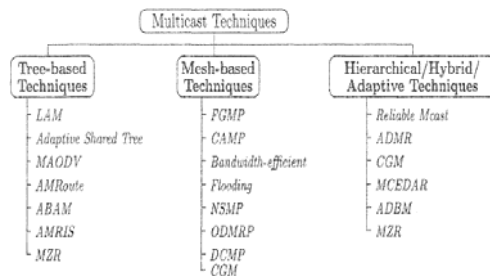 Multicast Techniques
Tree-based
Techniques
LAM
Adaptive Shared Tree
MAODV
AMRoute
ABAM
AMRIS
MZR
Mesh-based
Techniques
FGMP
CAMP
Bandwidth-efficient
Flooding
NSMP
ODMRP
DCMP
CGM
Hierarchical/Hybrid/
Adaptive Techniques
Reliable Mcast
ADMR
CGM
MCEDAR
ADBM
MZR